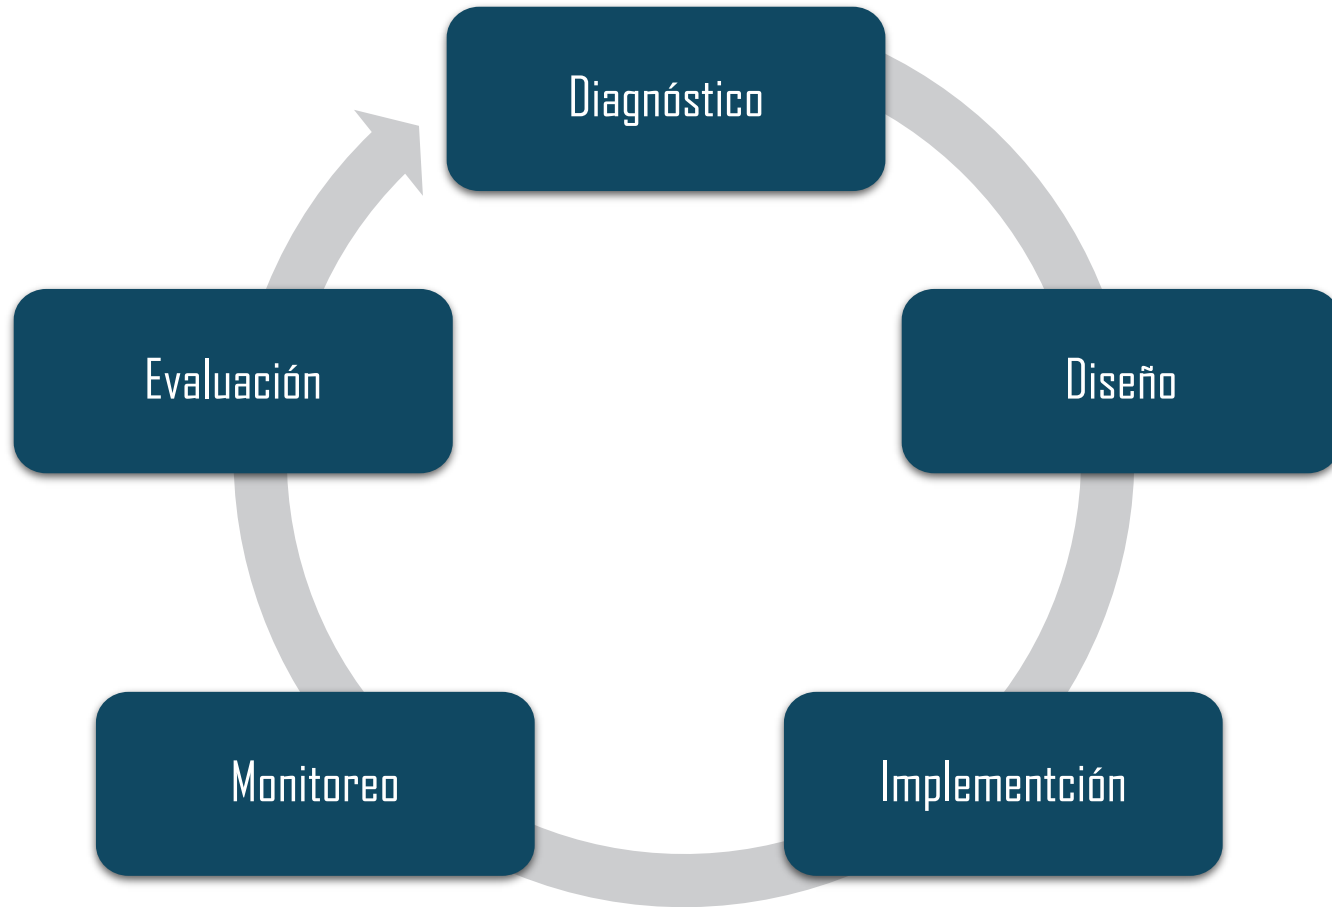 Diagnóstico
Diseño
Implementción
Monitoreo
Evaluación